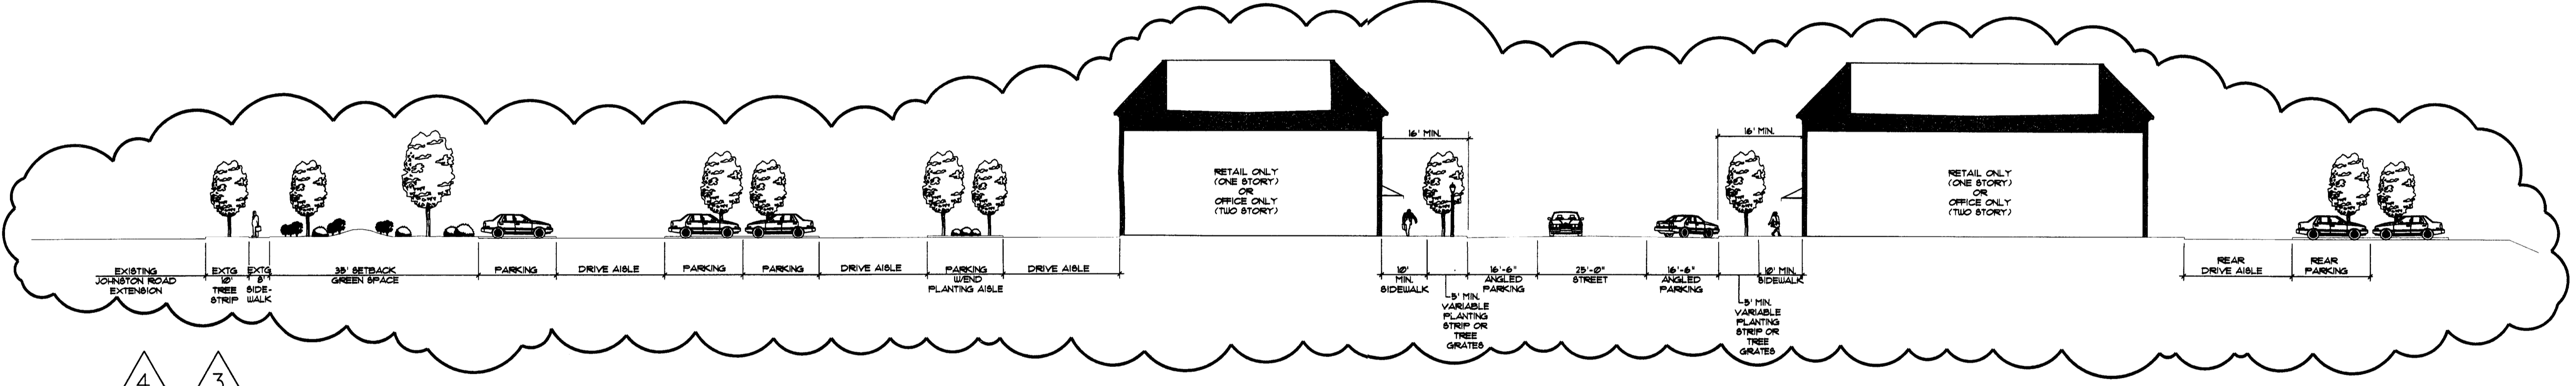 RETAIL ONLY
(ONE STORY)
OR
OFFICE ONLY
(TWO STORY)
16' MIN.
16' MIN.
RETAIL ONLY
(ONE STORY)
OR
OFFICE ONLY
(TWO STORY)
EXISTING
JOHNSTON ROAD
EXTENSION
EXTG
10'
TREE
STRIP
EXTG
8'
SIDE-
WALK
35' SETBACK
GREEN SPACE
PARKING
DRIVE AISLE
PARKING
PARKING
DRIVE AISLE
PARKING
W/END
PLANTING AISLE
DRIVE AISLE
10'
MIN.
SIDEWALK
5' MIN.
VARIABLE
PLANTING
STRIP OR
TREE
GRATES
16'-6"
ANGLED
PARKING
25'-0"
STREET
16'-6"
ANGLED
PARKING
5' MIN.
VARIABLE
PLANTING
STRIP OR
TREE
GRATES
10' MIN.
SIDEWALK
REAR
DRIVE AISLE
REAR
PARKING
4
3